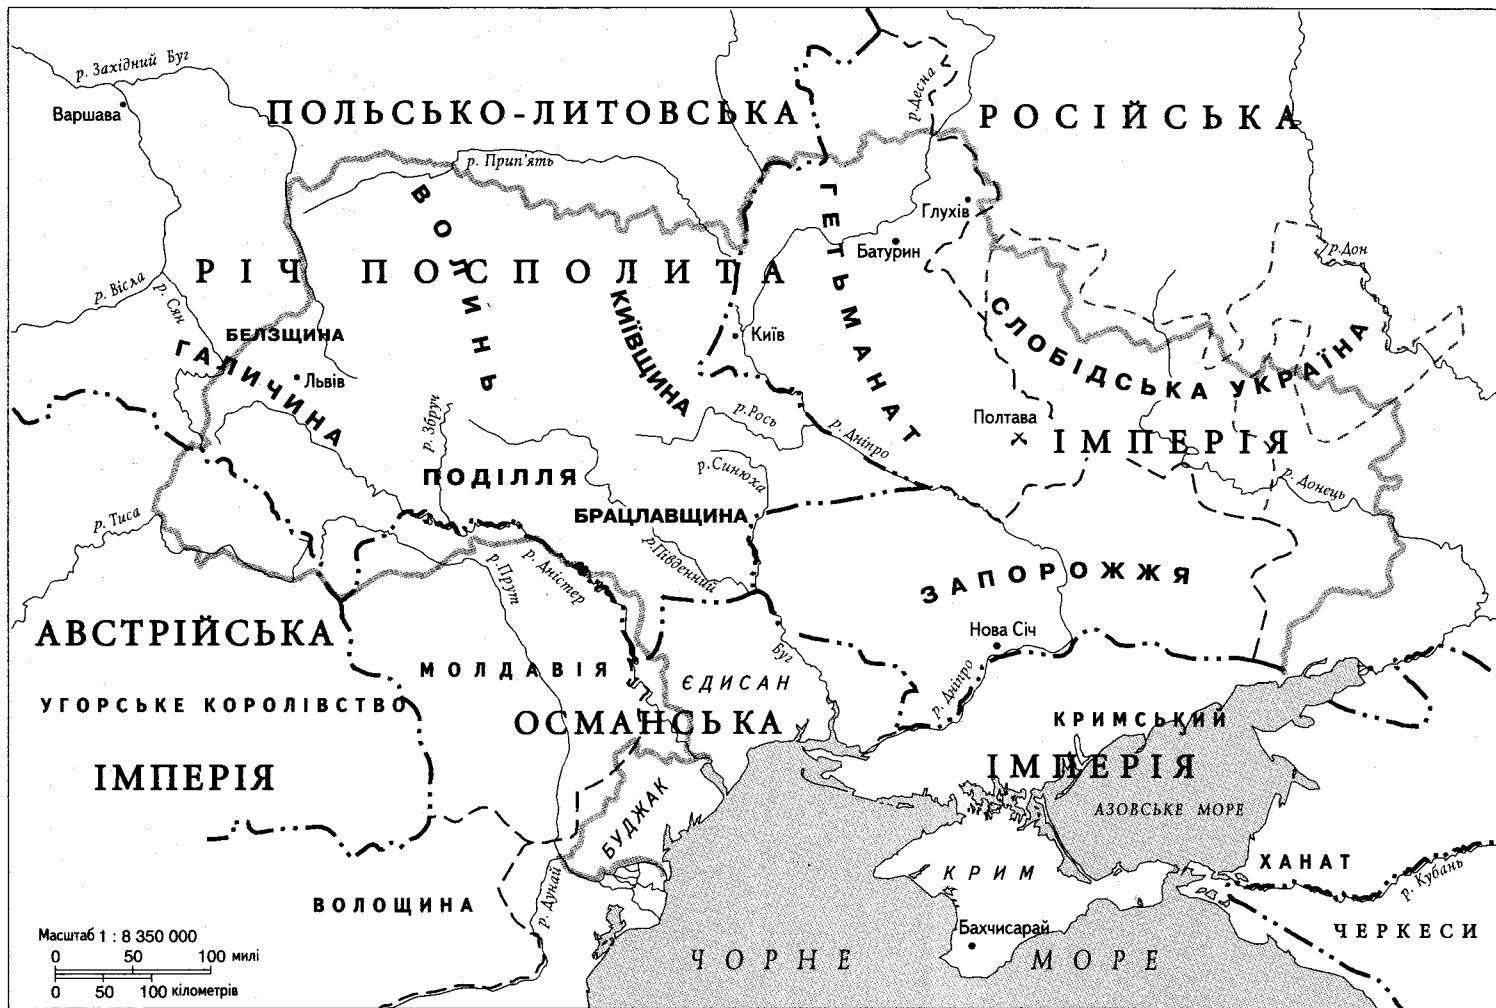 р. Західний Буг
Варшава
ПОЛЬСЬКО-ЛИТОВСЬКА
р. Десна
РОСІЙСЬКА
р. Прип'ять
ВОЛИНЬ
ГЕТЬМАНАТ
Глухів
Батурин
р. Дон
РІЧ ПОСПОЛИТА
р. Вісла
р. Сян
БЕЛЗЩИНА
КИЇВЩИНА
Київ
СЛОБІДСЬКА УКРАЇНА
ГАЛИЧИНА
Львів
р. Збруч
р. Рось
р. Дніпро
Полтава
ІМПЕРІЯ
р. Синюха
ПОДІЛЛЯ
р. Донець
БРАЦЛАВЩИНА
р. Тиса
р. Південний
р. Прут
р. Дністер
ЗАПОРОЖЖЯ
АВСТРІЙСЬКА
Нова Січ
Буг
МОЛДАВІЯ
ЄДИСАН
р. Дніпро
УГОРСЬКЕ КОРОЛІВСТВО
ОСМАНСЬКА
КРИМСЬКИЙ
ІМПЕРІЯ
ІМПЕРІЯ
АЗОВСЬКЕ МОРЕ
БУДЖАК
КРИМ
ХАНАТ
р. Кубань
ВОЛОЩИНА
р. Дунай
Бахчисарай
ЧЕРКЕСИ
ЧОРНЕ МОРЕ
Масштаб 1 : 8 350 000
0 50 100 милі
0 50 100 кілометрів